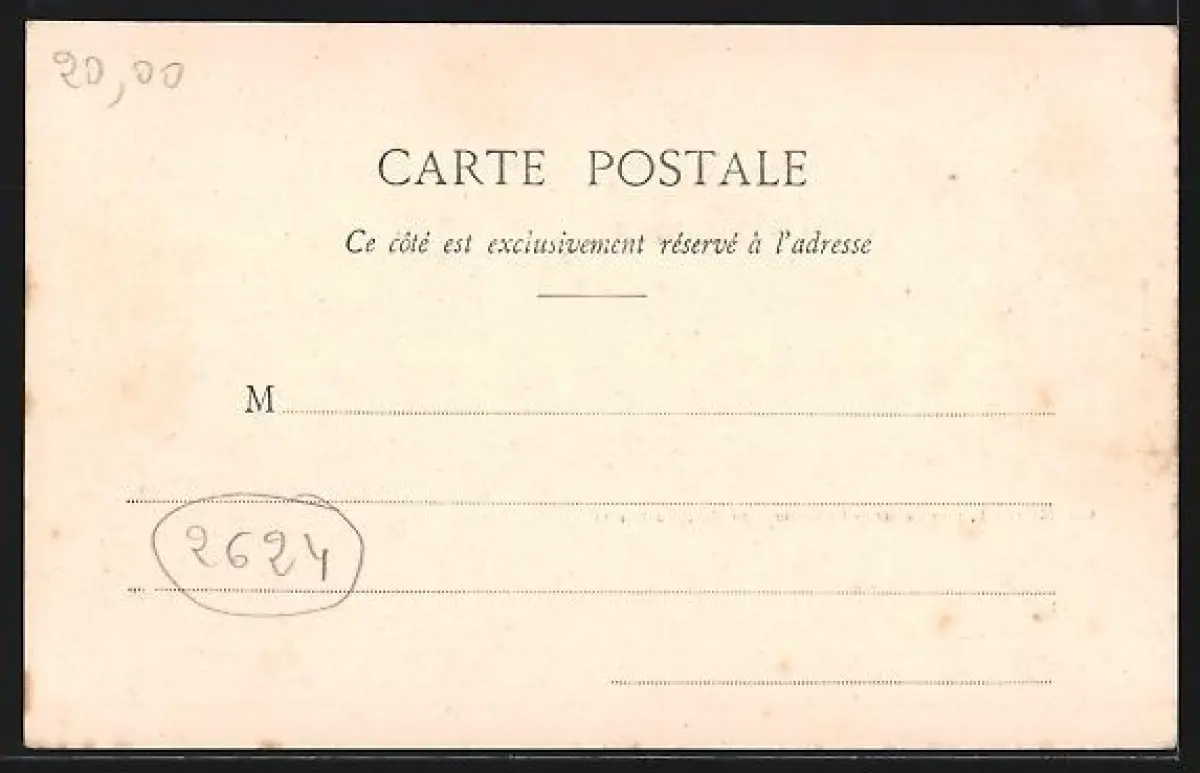 20,00
CARTE POSTALE
Ce côté est exclusivement réservé à l'adresse
M
2624